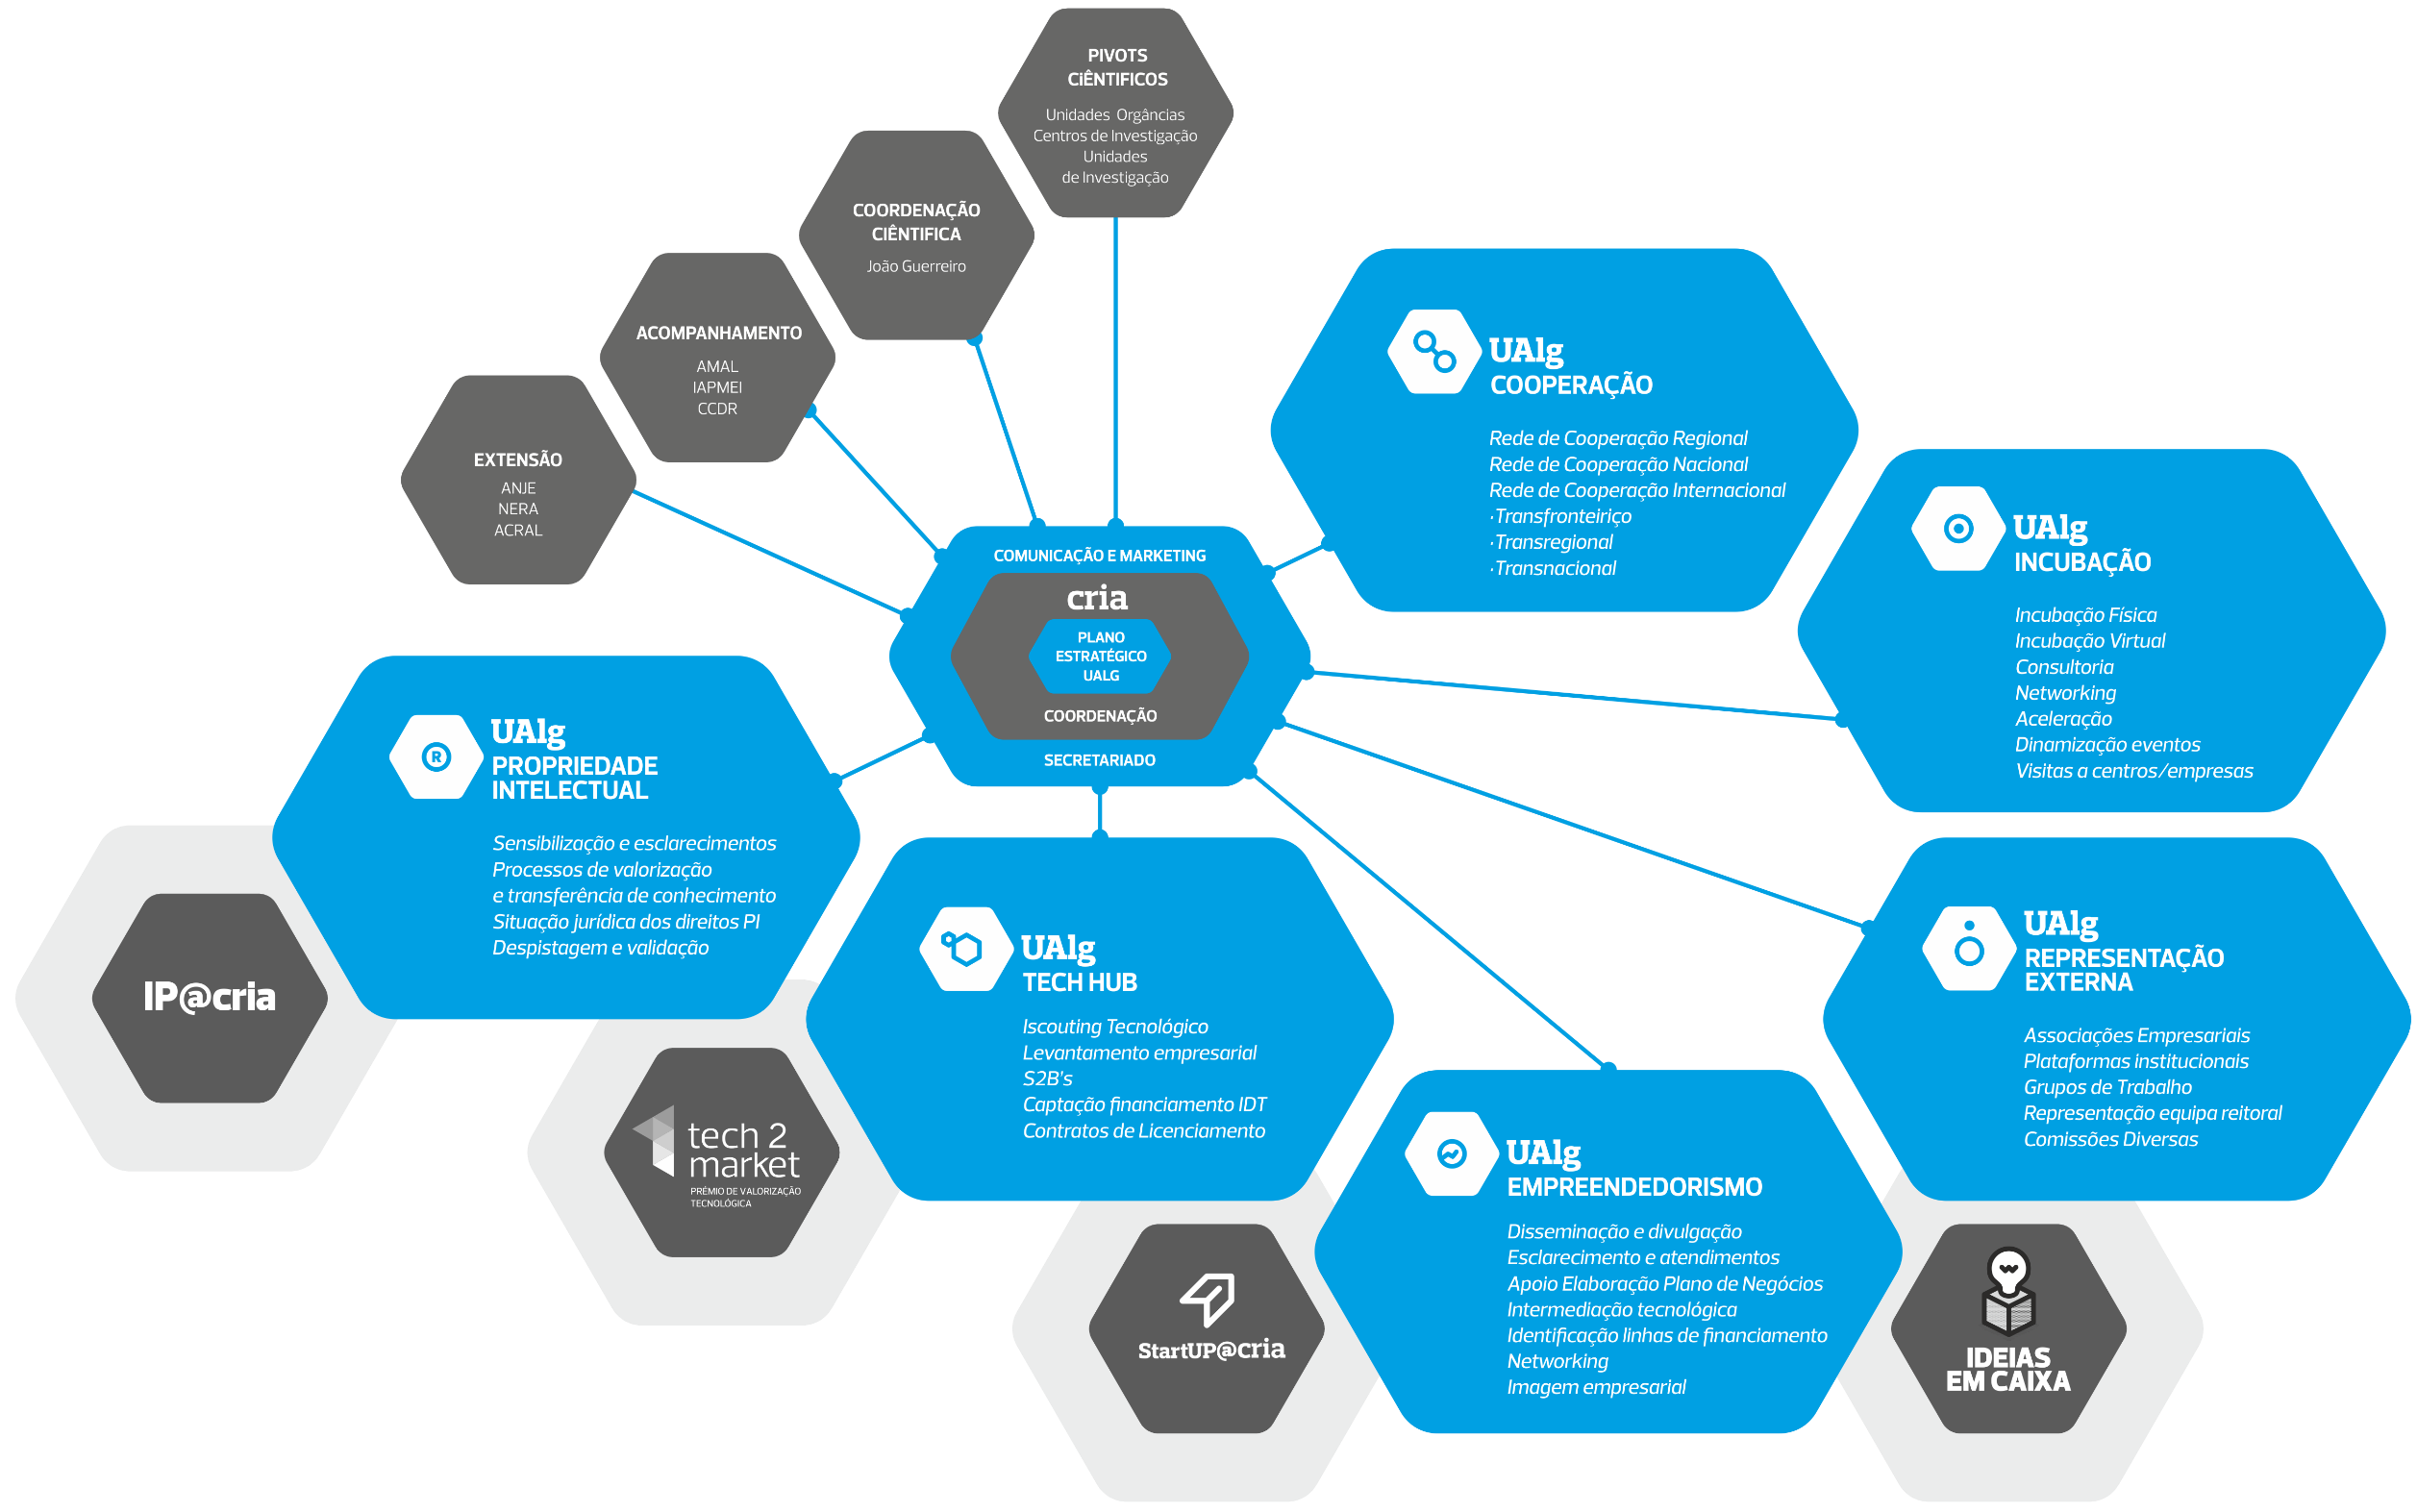 PIVOTS
CiÊNTIFICOS
Unidades Orgâncias
Centros de Investigação
Unidades
de Investigação
COORDENAÇÃO
CIÊNTIFICA
João Guerreiro
ACOMPANHAMENTO
AMAL
IAPMEI
CCDR
EXTENSÃO
ANJE
NERA
ACRAL
COMUNICAÇÃO E MARKETING
cria
PLANO
ESTRATÉGICO
UALG
COORDENAÇÃO
SECRETARIADO
UAlg
COOPERAÇÃO
Rede de Cooperação Regional
Rede de Cooperação Nacional
Rede de Cooperação Internacional
·Transfronteiriço
·Transregional
·Transnacional
UAlg
INCUBAÇÃO
Incubação Física
Incubação Virtual
Consultoria
Networking
Aceleração
Dinamização eventos
Visitas a centros/empresas
UAlg
PROPRIEDADE
INTELECTUAL
R
Sensibilização e esclarecimentos
Processos de valorização
e transferência de conhecimento
Situação jurídica dos direitos PI
Despistagem e validação
IP@cria
UAlg
TECH HUB
Iscouting Tecnológico
Levantamento empresarial
S2B's
Captação financiamento IDT
Contratos de Licenciamento
tech 2
market
PRÉMIO DE VALORIZAÇÃO
TECNOLÓGICA
UAlg
REPRESENTAÇÃO
EXTERNA
Associações Empresariais
Plataformas institucionais
Grupos de Trabalho
Representação equipa reitoral
Comissões Diversas
UAlg
EMPREENDEDORISMO
Disseminação e divulgação
Esclarecimento e atendimentos
Apoio Elaboração Plano de Negócios
Intermediação tecnológica
Identificação linhas de financiamento
Networking
Imagem empresarial
StartUP@cria
IDEIAS
EM CAIXA